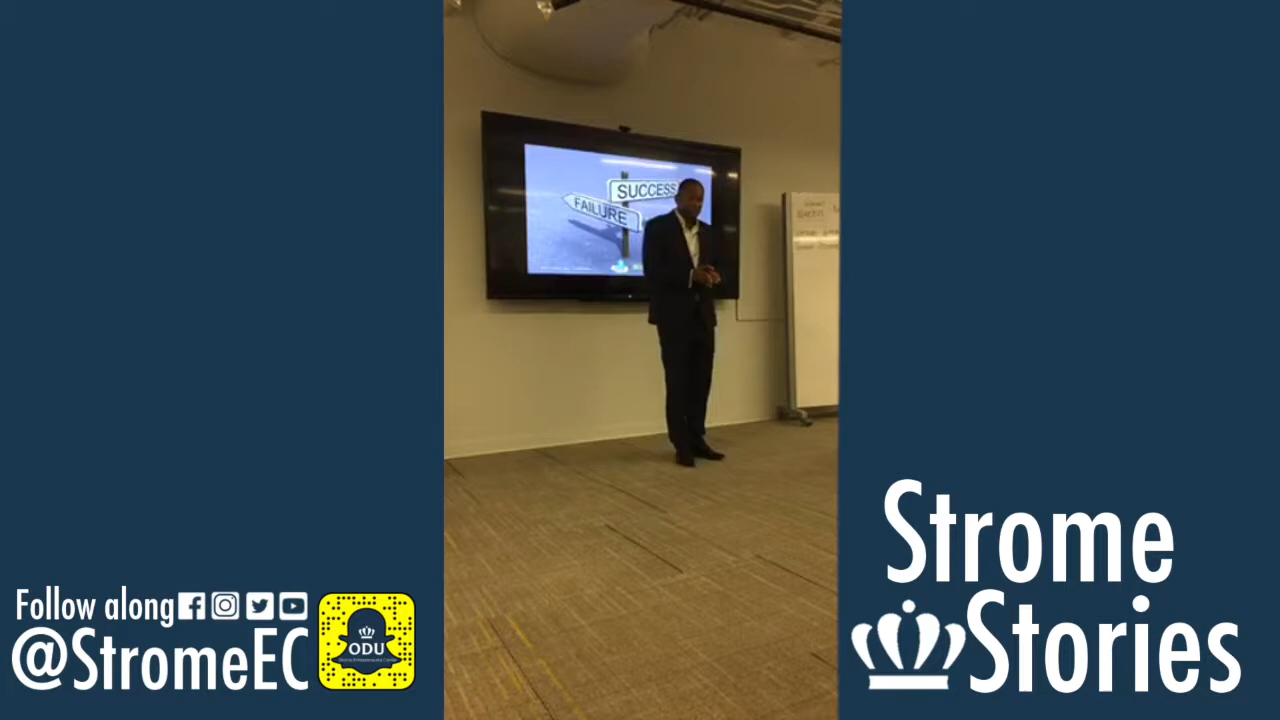 SUCCESS
FAILURE
Follow along
@StromeEC
ODU
Strome
Stories